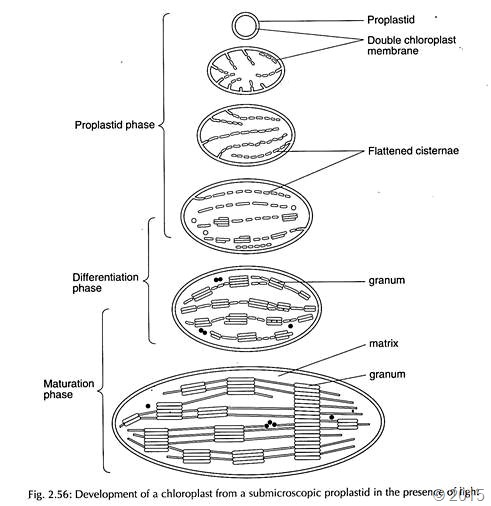 Proplastid
Double chloroplast
membrane
Proplastid phase
Flattened cisternae
Differentiation
phase
granum
matrix
granum
Maturation
phase
Fig. 2.56: Development of a chloroplast from a submicroscopic proplastid in the presence of light.
© 2015